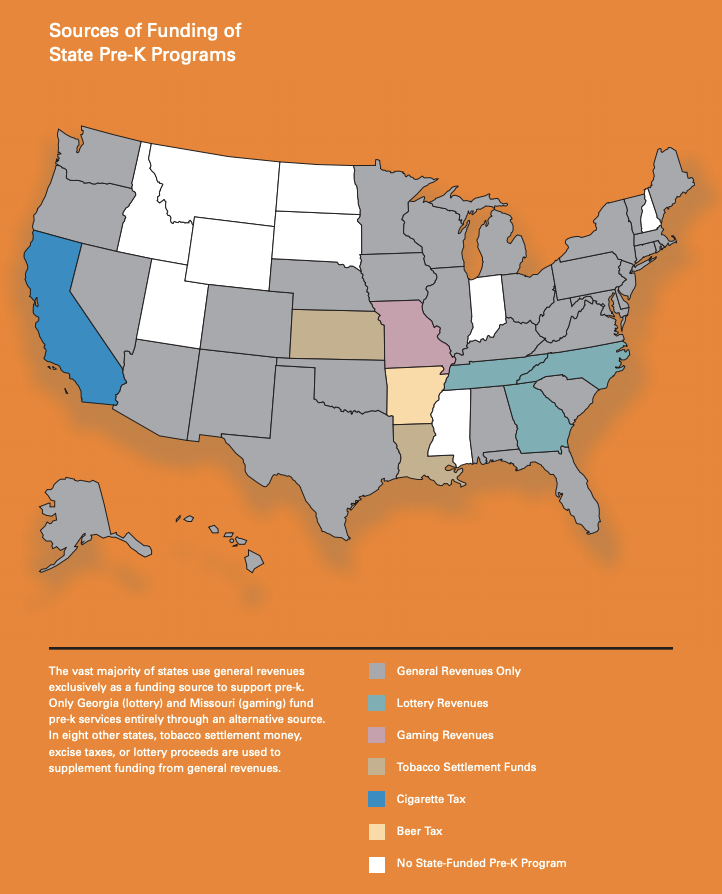 Sources of Funding of
State Pre-K Programs
The vast majority of states use general revenues
exclusively as a funding source to support pre-k.
Only Georgia (lottery) and Missouri (gaming) fund
pre-k services entirely through an alternative source.
In eight other states, tobacco settlement money,
excise taxes, or lottery proceeds are used to
supplement funding from general revenues.
General Revenues Only
Lottery Revenues
Gaming Revenues
Tobacco Settlement Funds
Cigarette Tax
Beer Tax
No State-Funded Pre-K Program